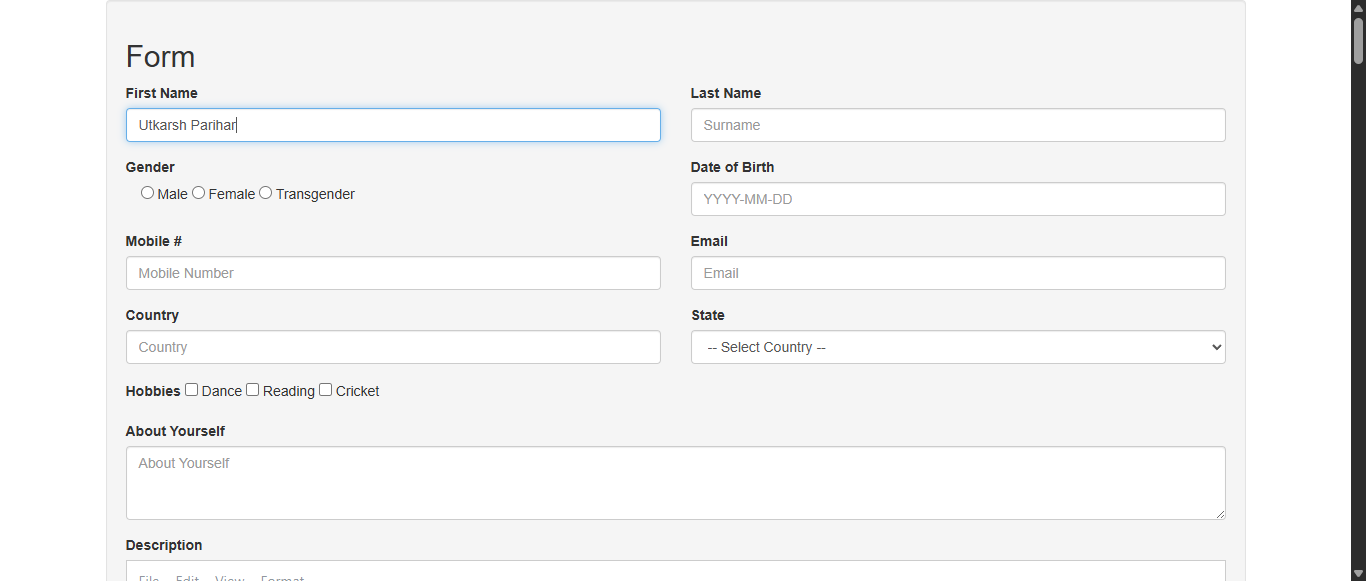 Form
First Name Last Name
Utkarsh Parihar Surname
Gender Date of Birth
Male Female Transgender YYYY-MM-DD
Mobile # Email
Mobile Number Email
Country State
Country -- Select Country --
Hobbies Dance Reading Cricket
About Yourself
About Yourself
Description
File Edit View Format